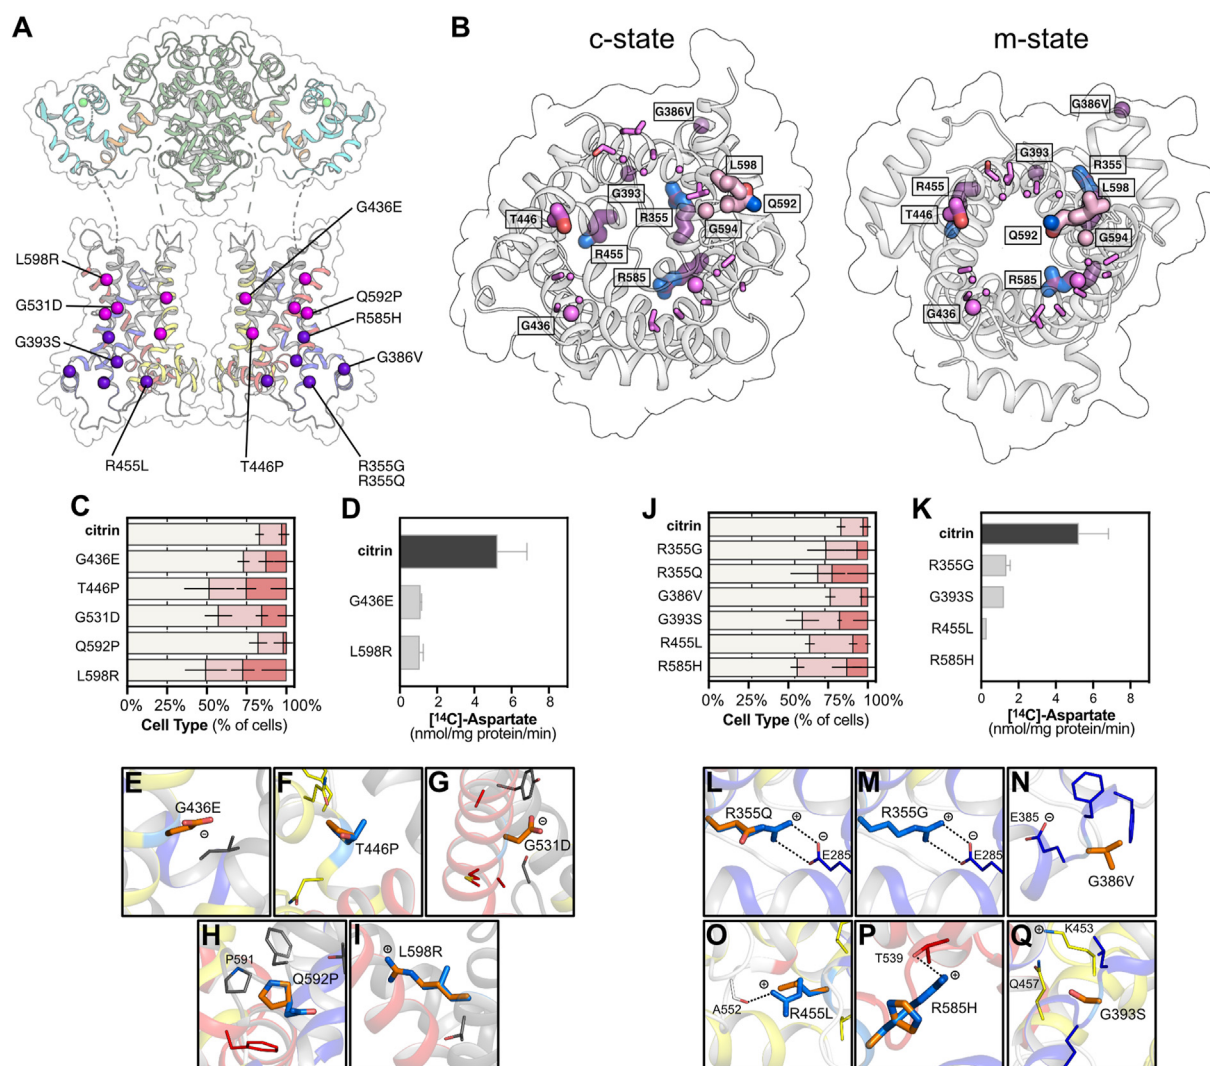 A
G436E
L598R
G531D
Q592P
R585H
G393S
G386V
R455L
T446P
R355G
R355Q
B
c-state
m-state
G386V
L598
G393
Q592
T446
R355
G594
R455
R585
G436
G386V
G393
R355
R455
L598
T446
Q592
G594
R585
G436
C
citrin
G436E
T446P
G531D
Q592P
L598R
0%
50%
75%
100%
Cell Type (% of cells)
D
citrin
G436E
L598R
0
2
4
6
8
[¹⁴C]-Aspartate
(nmol/mg protein/min)
J
citrin
R355G
R355Q
G386V
G393S
R455L
R585H
0%
50%
75%
100%
Cell Type (% of cells)
K
citrin
R355G
G393S
R455L
R585H
0
2
4
6
8
[¹⁴C]-Aspartate
(nmol/mg protein/min)
E
G436E
F
T446P
G
G531D
H
P591
Q592P
I
L598R
L
R355Q
E285
M
R355G
E285
N
E385
G386V
O
A552
R455L
P
T539
R585H
Q
K453
Q457
G393S